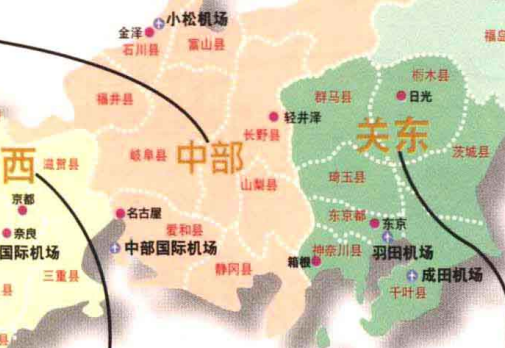 小松机场
金泽
石川县
富山县
福岛
福井县
群马县
枥木县
日光
轻井泽
长野县
关东
茨城县
岐阜县
中部
西
滋贺县
山梨县
琦玉县
京都
名古屋
东京都
东京
奈良
爱和县
国际机场
中部国际机场
神奈川县
羽田机场
箱根
静冈县
三重县
成田机场
千叶县
县
县